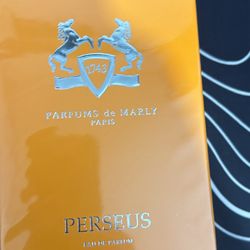 1743
PARFUMS de MARLY
PARIS
PERSEUS
EAU DE PARFUM